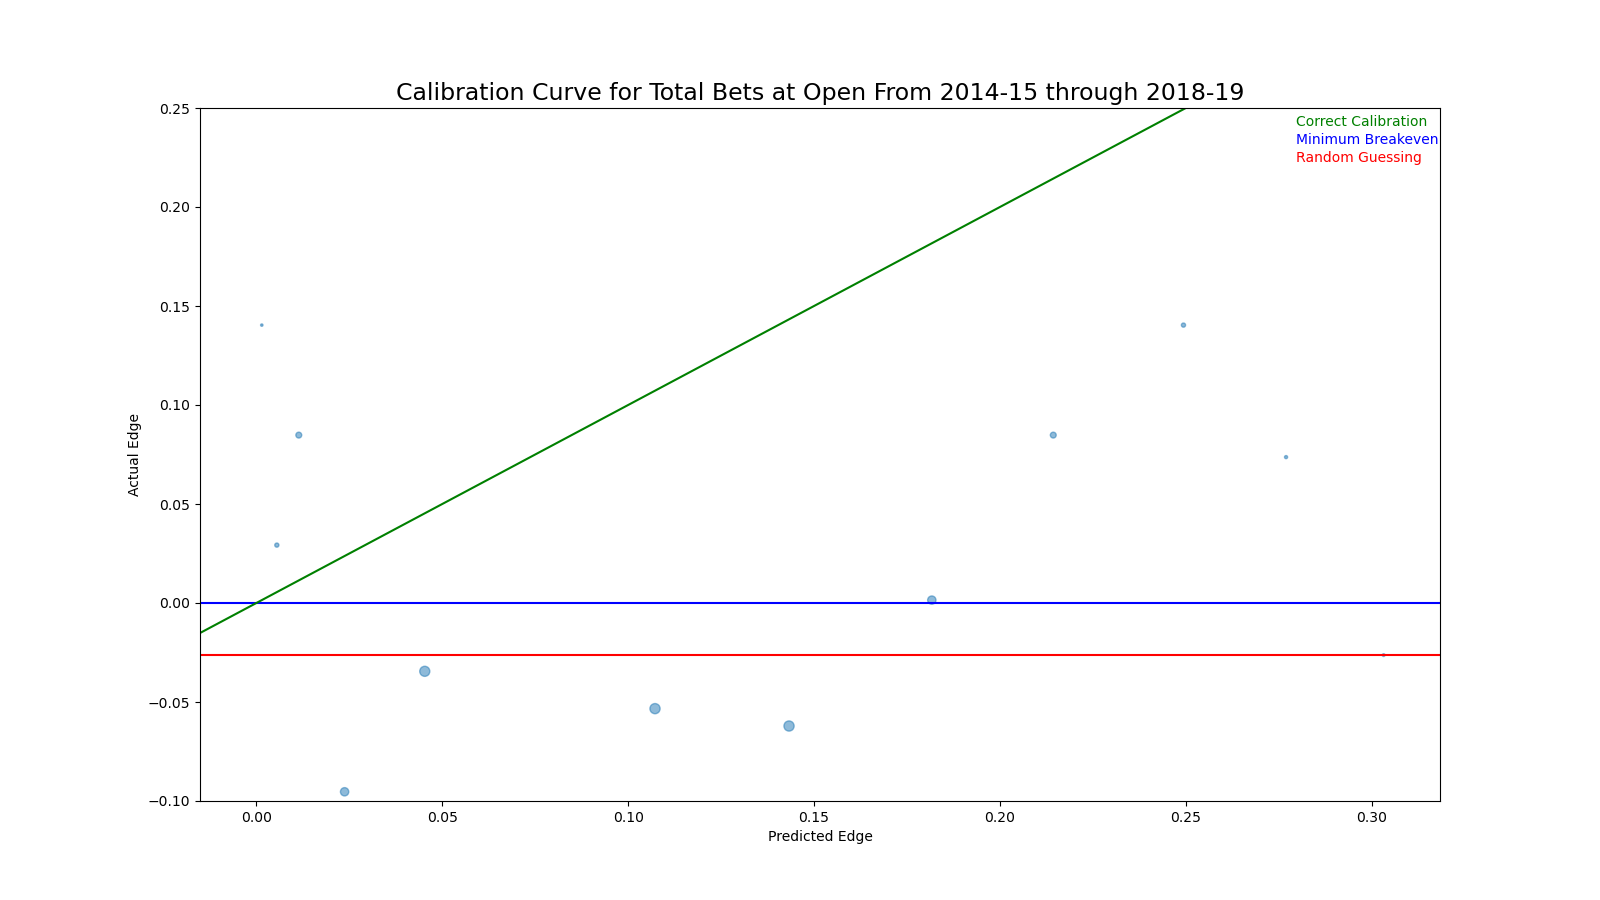 Calibration Curve for Total Bets at Open From 2014-15 through 2018-19
Correct Calibration
Minimum Breakeven
Random Guessing
0.25
0.20
0.15
0.10
0.05
0.00
−0.05
−0.10
Actual Edge
0.00 0.05 0.10 0.15 0.20 0.25 0.30
Predicted Edge